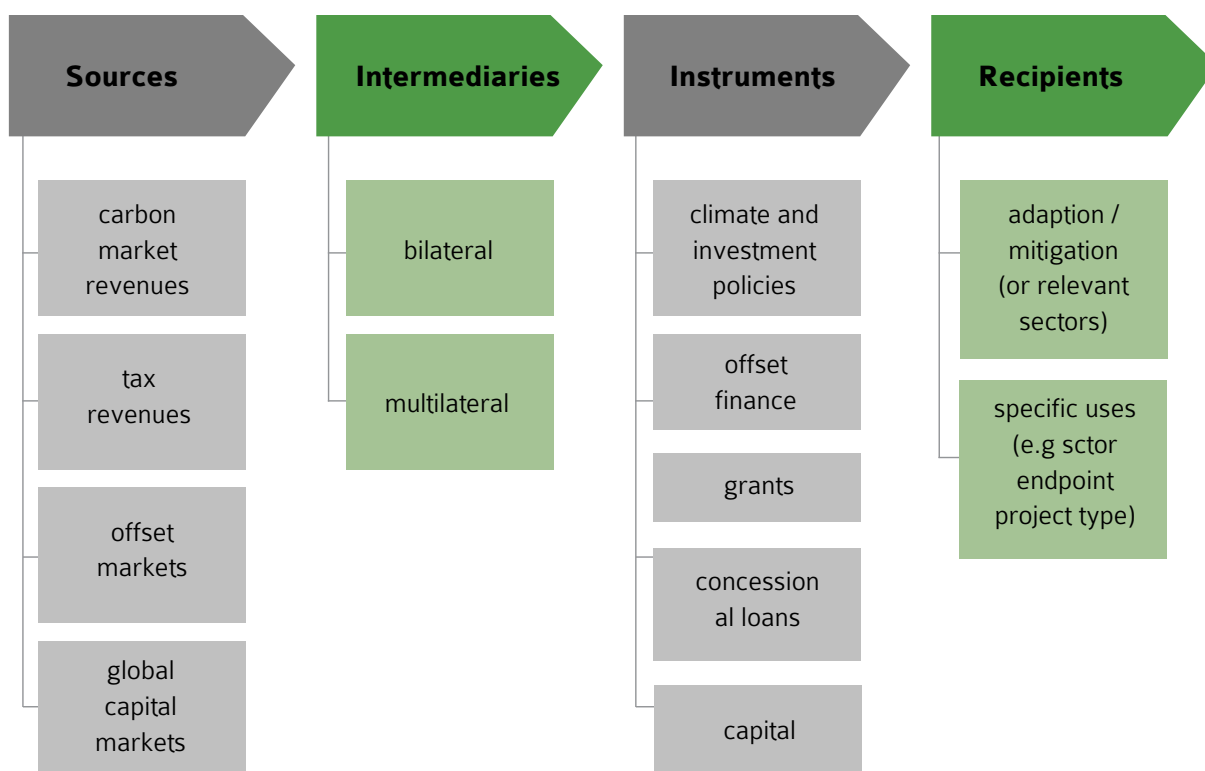 Sources
carbon
market
revenues
tax
revenues
offset
markets
global
capital
markets
Intermediaries
bilateral
multilateral
Instruments
climate and
investment
policies
offset
finance
grants
concession
al loans
capital
Recipients
adaption /
mitigation
(or relevant
sectors)
specific uses
(e.g sctor
endpoint
project type)